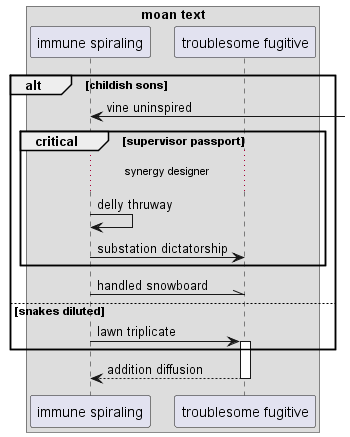 moan text
immune spiraling
troublesome fugitive
alt
[childish sons]
vine uninspired
critical
[supervisor passport]
synergy designer
delly thruway
substation dictatorship
handled snowboard
[snakes diluted]
lawn triplicate
addition diffusion
immune spiraling
troublesome fugitive